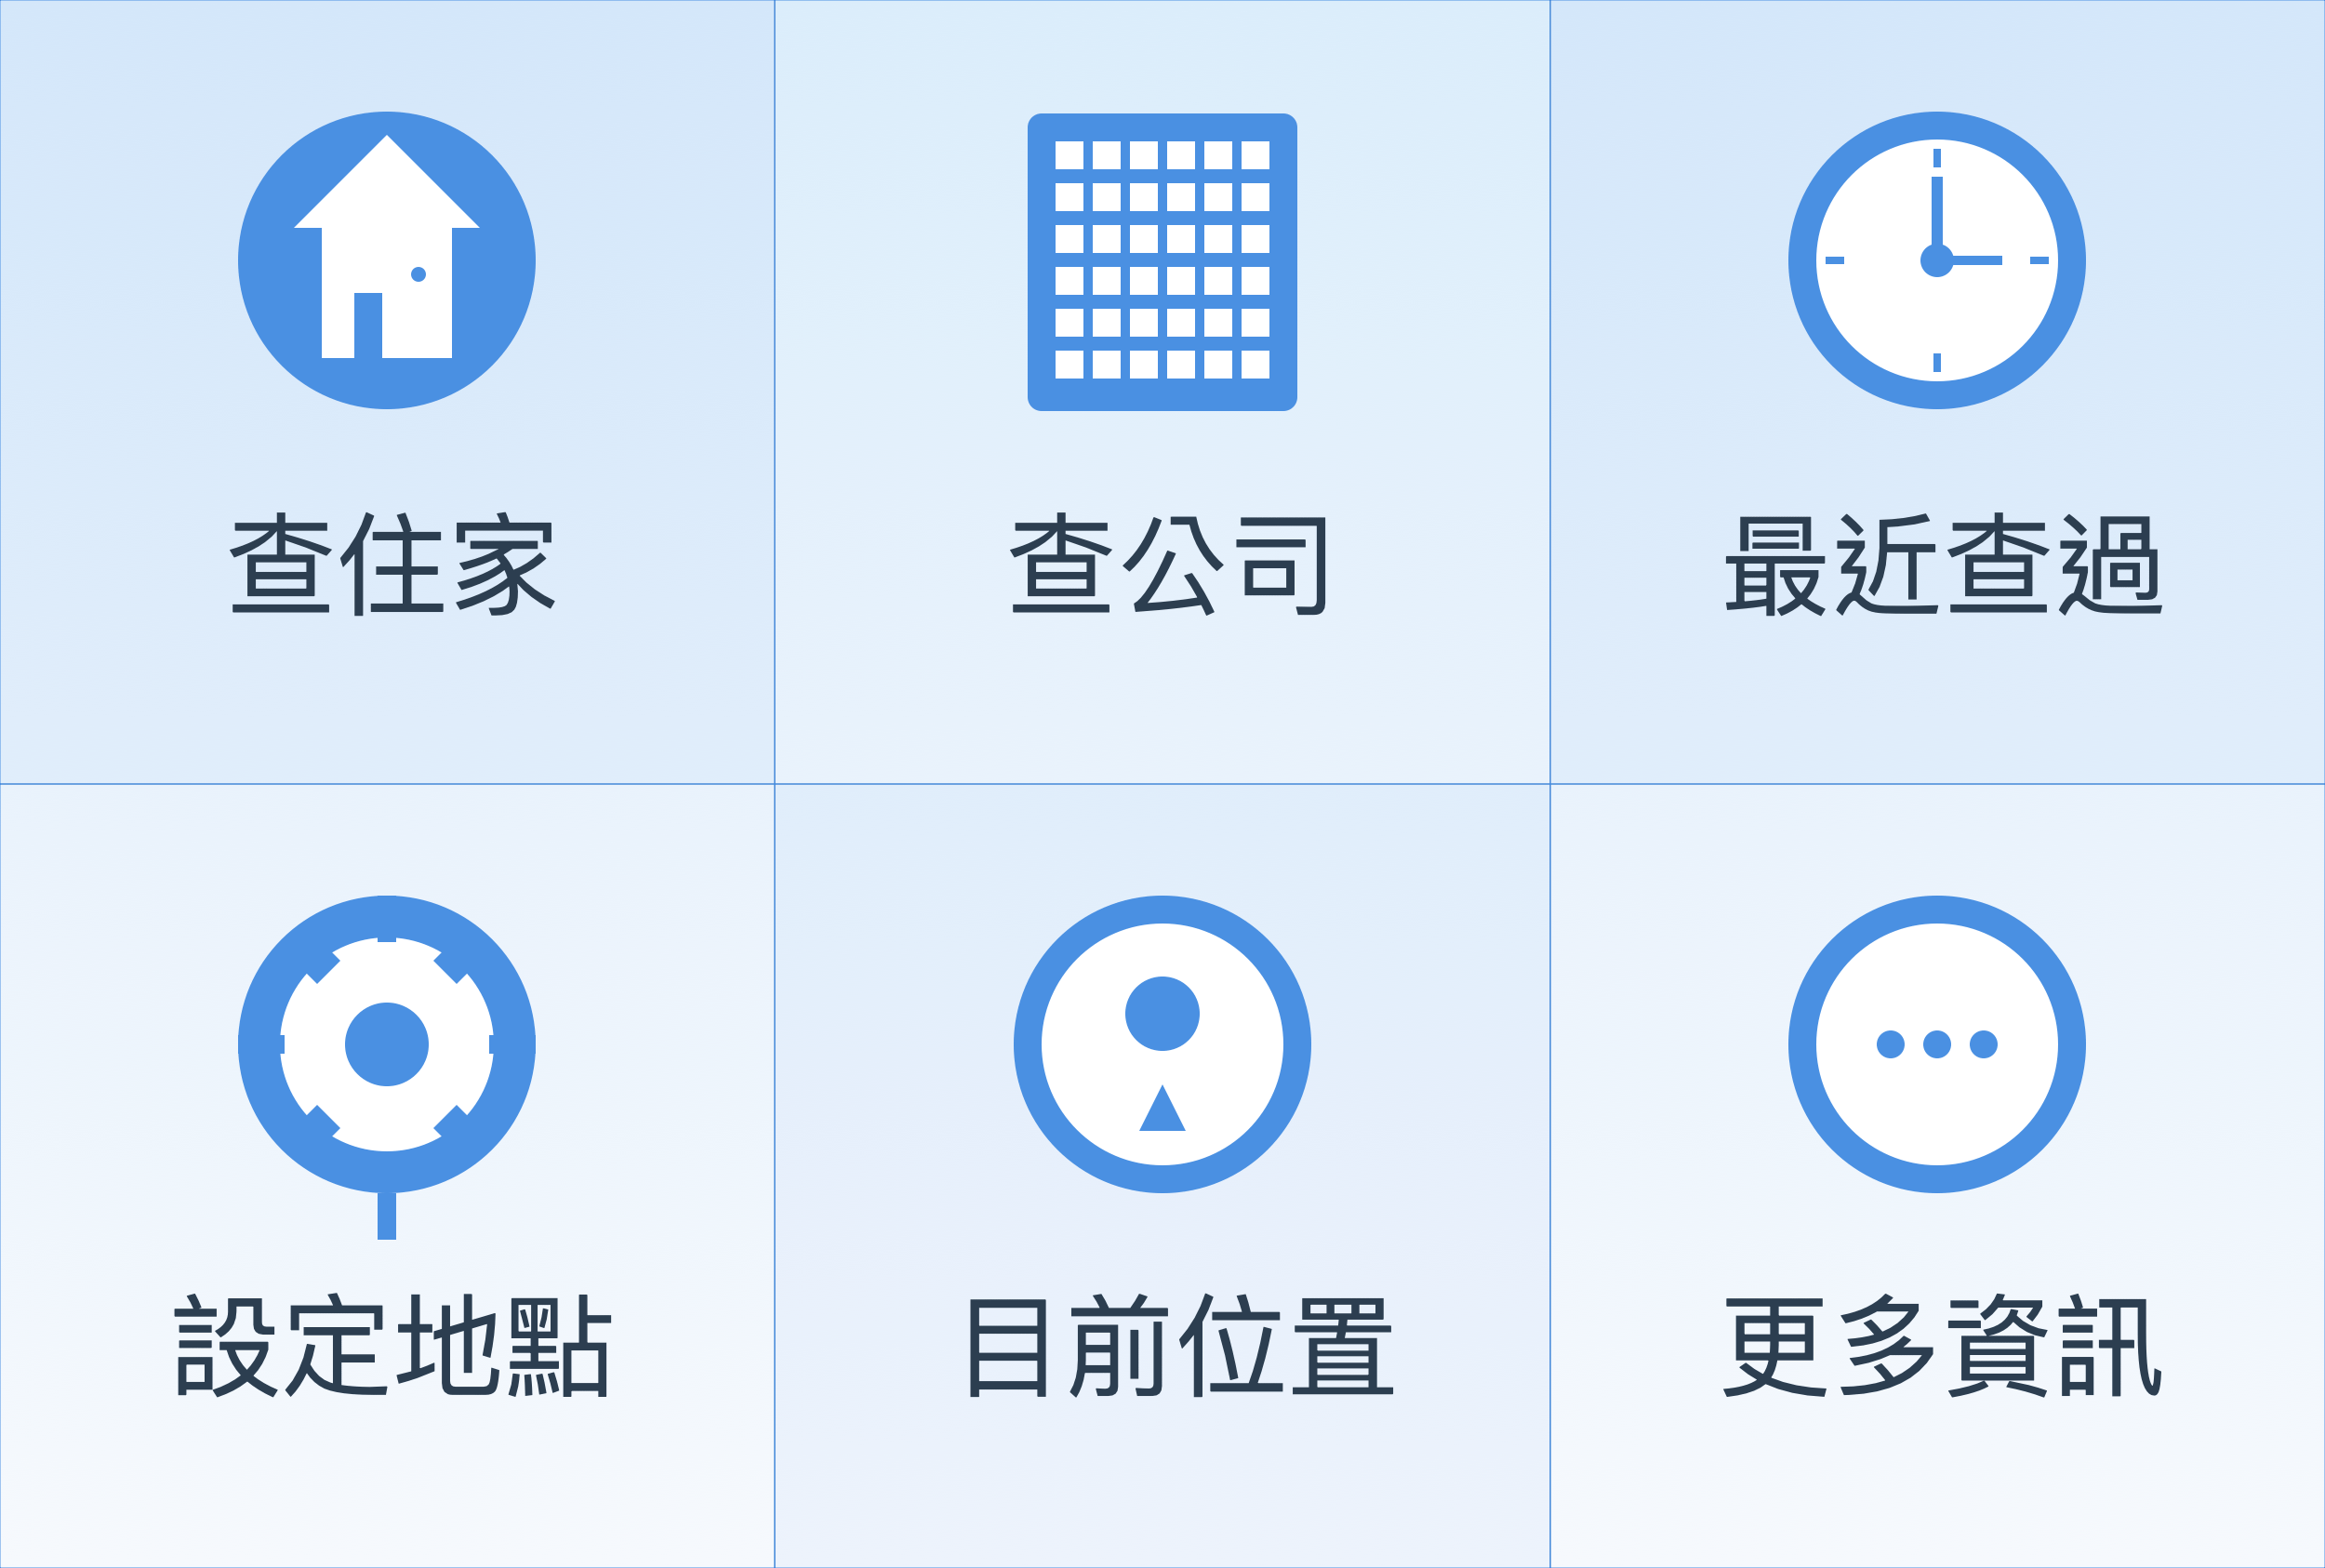 查住家
查公司
最近查過
設定地點
目前位置
更多資訊